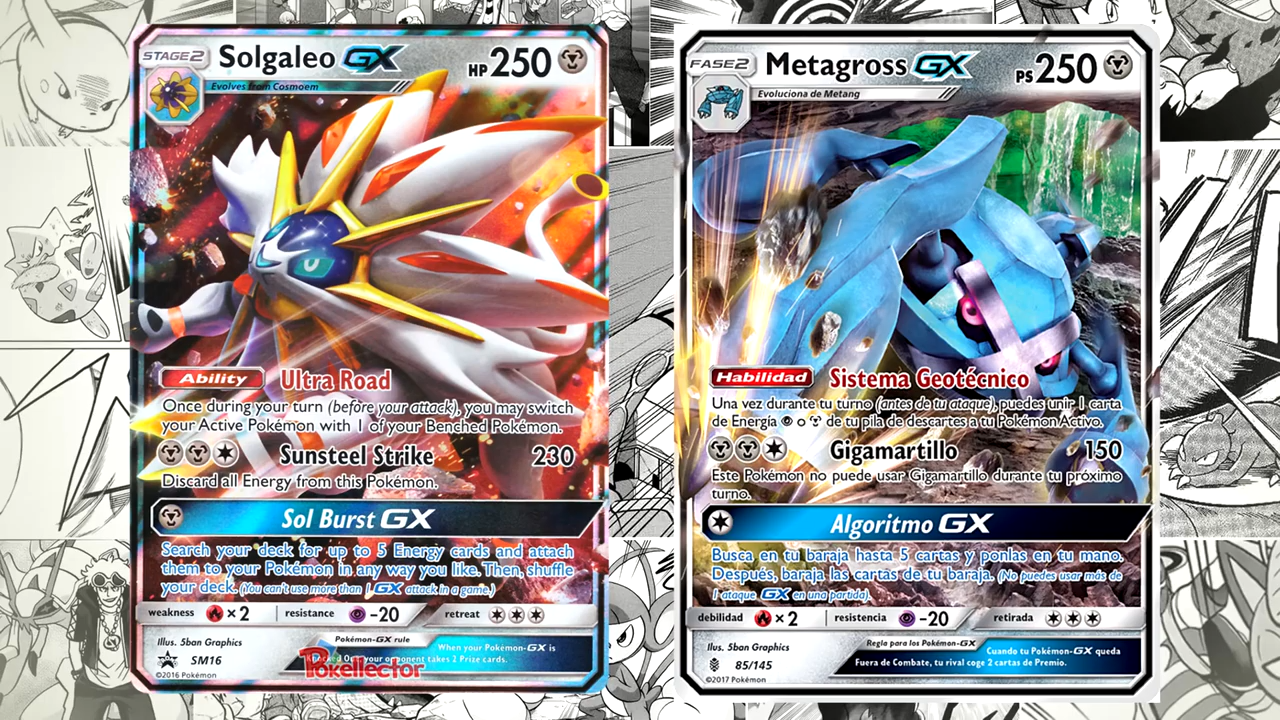 STAGE2 Solgaleo GX HP250
Evolves from Cosmoem
Ability Ultra Road
Once during your turn (before your attack), you may switch
your Active Pokémon with 1 of your Benched Pokémon.
Sunsteel Strike 230
Discard all Energy from this Pokémon.
Sol Burst GX
Search your deck for up to 5 Energy cards and attach
them to your Pokémon in any way you like. Then, shuffle
your deck. (You can't use more than 1 GX attack in a game.)
weakness ×2 resistance -20 retreat
Illus. 5ban Graphics
SM16
©2016 Pokémon
Pokémon-GX rule
When your Pokémon-GX is
Out, your opponent takes 2 Prize cards.
Pokellector
FASE2 Metagross GX PS250
Evoluciona de Metang
Habilidad Sistema Geotécnico
Una vez durante tu turno (antes de tu ataque), puedes unir 1 carta
de Energía o de tu pila de descartes a tu Pokémon Activo.
Gigamartillo 150
Este Pokémon no puede usar Gigamartillo durante tu próximo
turno.
Algoritmo GX
Busca en tu baraja hasta 5 cartas y ponlas en tu mano.
Después, baraja las cartas de tu baraja. (No puedes usar más de
1 ataque GX en una partida).
debilidad ×2 resistencia -20 retirada
Illus. 5ban Graphics
85/145
©2017 Pokémon
Regla para los Pokémon-GX
Cuando tu Pokémon-GX queda
Fuera de Combate, tu rival coge 2 cartas de Premio.